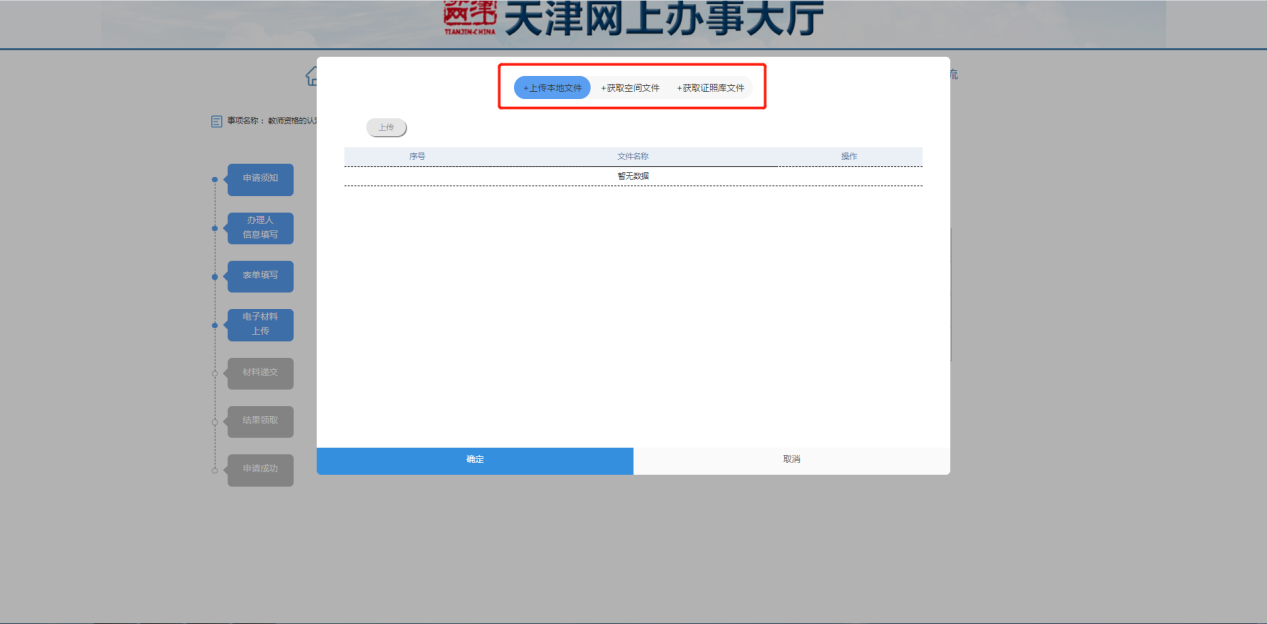 天津网上办事大厅
TIANJIN·CHINA
+上传本地文件 +获取空间文件 +获取证照库文件
流
事项名称： 教师资格的认定
上传
序号 文件名称 操作
暂无数据
申请须知
办理人
信息填写
表单填写
电子材料
上传
材料递交
结果领取
申请成功
确定 取消